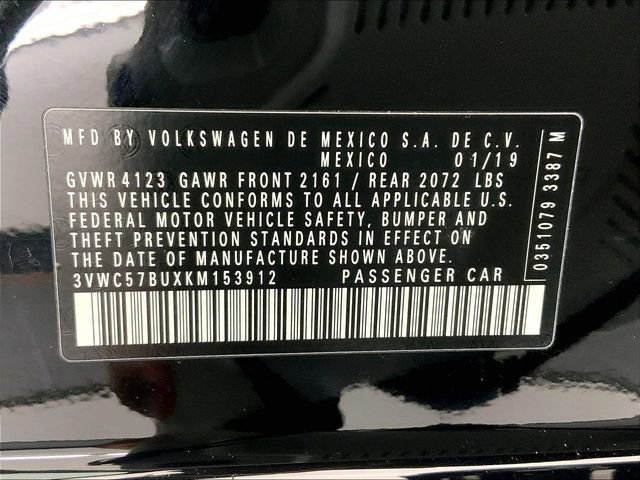 MFD BY VOLKSWAGEN DE MEXICO S.A. DE C.V.
MEXICO 01/19
GVWR 4123 GAWR FRONT 2161 / REAR 2072 LBS
THIS VEHICLE CONFORMS TO ALL APPLICABLE U.S.
FEDERAL MOTOR VEHICLE SAFETY, BUMPER AND
THEFT PREVENTION STANDARDS IN EFFECT ON
THE DATE OF MANUFACTURE SHOWN ABOVE.
3VWC57BUXKM153912 PASSENGER CAR
0351079 3387 M